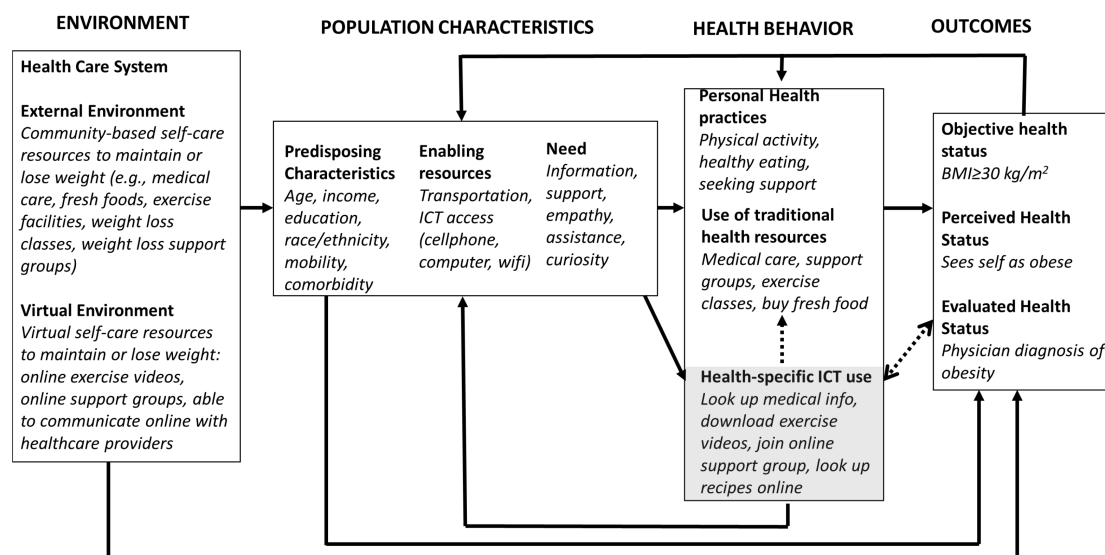 ENVIRONMENT
POPULATION CHARACTERISTICS
HEALTH BEHAVIOR
OUTCOMES
Health Care System
External Environment
Community-based self-care
resources to maintain or
lose weight (e.g., medical
care, fresh foods, exercise
facilities, weight loss
classes, weight loss support
groups)
Virtual Environment
Virtual self-care resources
to maintain or lose weight:
online exercise videos,
online support groups, able
to communicate online with
healthcare providers
Predisposing
Characteristics
Age, income,
education,
race/ethnicity,
mobility,
comorbidity
Enabling
resources
Transportation,
ICT access
(cellphone,
computer, wifi)
Need
Information,
support,
empathy,
assistance,
curiosity
Personal Health
practices
Physical activity,
healthy eating,
seeking support
Use of traditional
health resources
Medical care, support
groups, exercise
classes, buy fresh food
Health-specific ICT use
Look up medical info,
download exercise
videos, join online
support group, look up
recipes online
Objective health
status
BMI≥30 kg/m²
Perceived Health
Status
Sees self as obese
Evaluated Health
Status
Physician diagnosis of
obesity